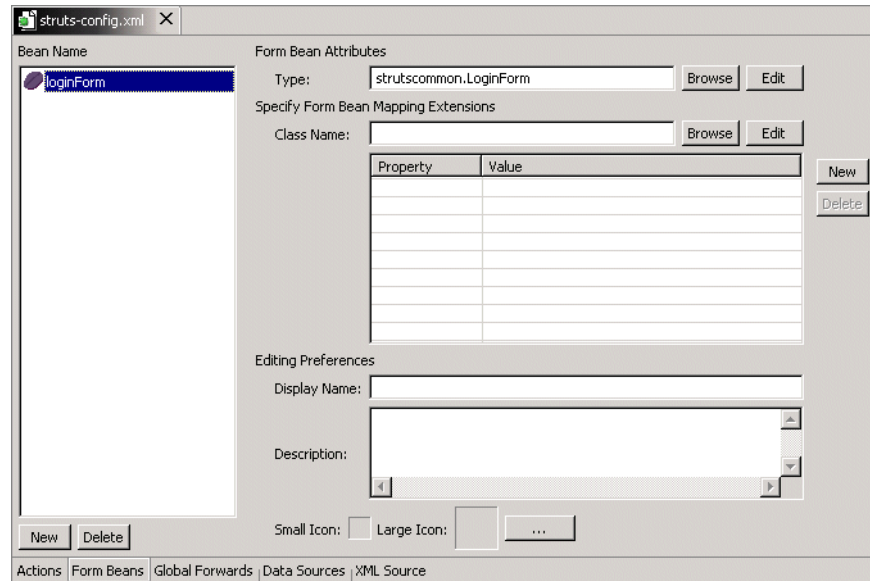 struts-config.xml
Bean Name
loginForm
New Delete
Form Bean Attributes
Type: strutscommon.LoginForm Browse Edit
Specify Form Bean Mapping Extensions
Class Name: Browse Edit
Property Value
New
Delete
Editing Preferences
Display Name:
Description:
Small Icon: Large Icon: ...
Actions Form Beans Global Forwards Data Sources XML Source